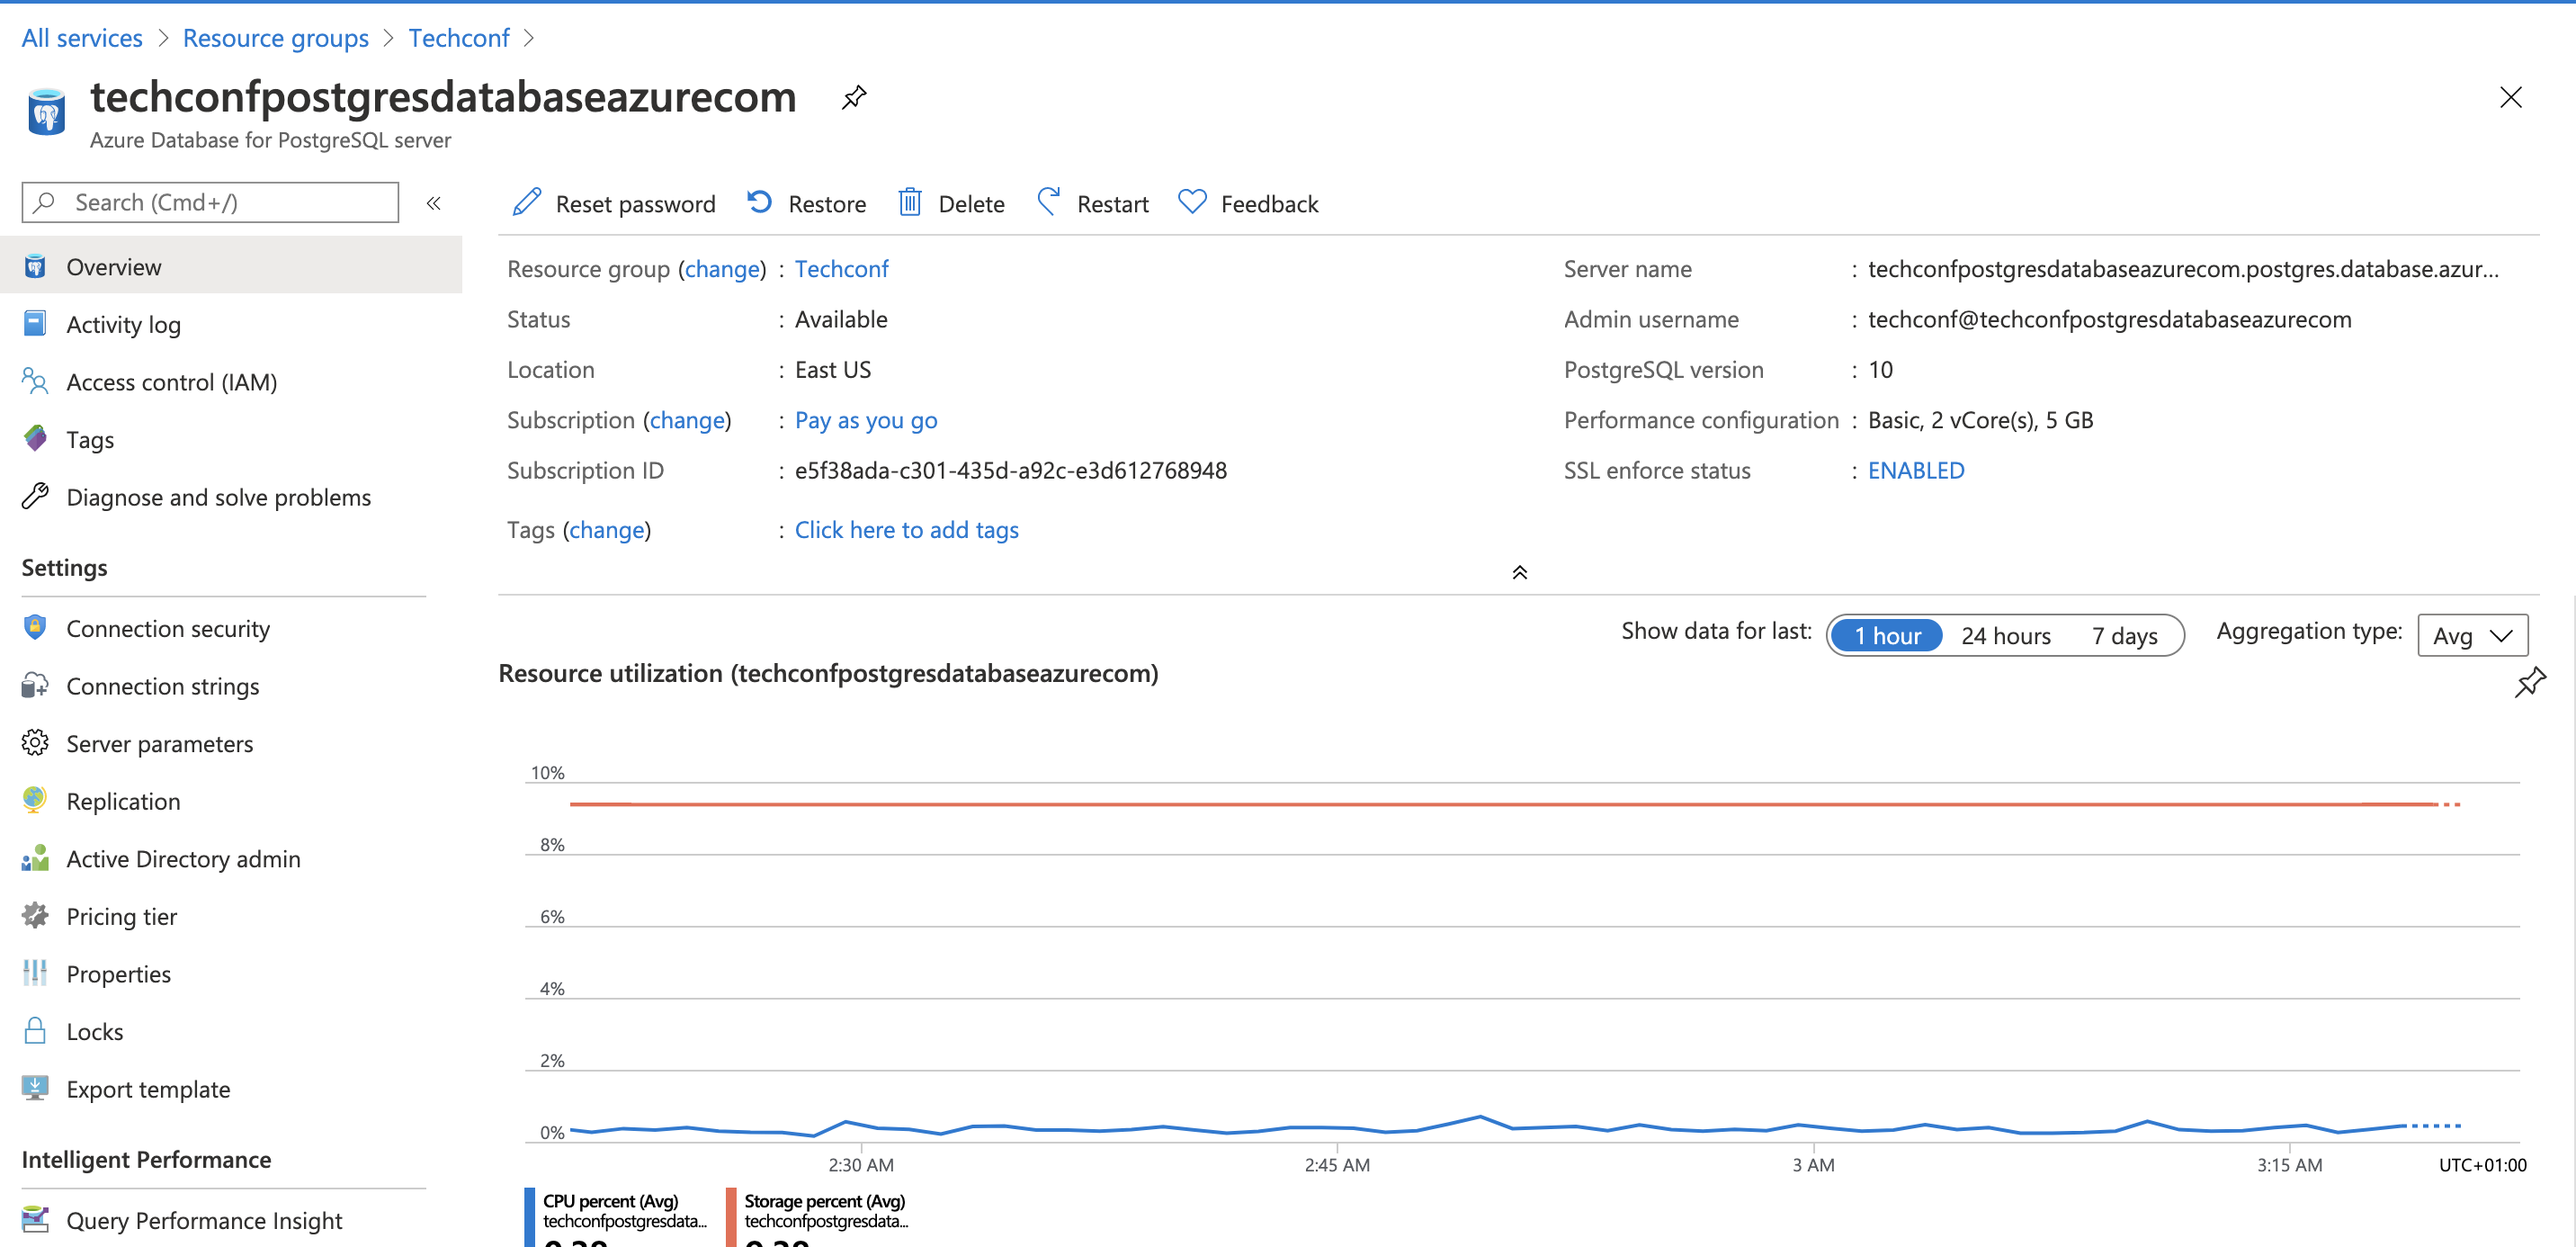 All services > Resource groups > Techconf >
techconfpostgresdatabaseazurecom
Azure Database for PostgreSQL server
Search (Cmd+/)
«
Reset password
Restore
Delete
Restart
Feedback
Overview
Activity log
Access control (IAM)
Tags
Diagnose and solve problems
Settings
Connection security
Connection strings
Server parameters
Replication
Active Directory admin
Pricing tier
Properties
Locks
Export template
Intelligent Performance
Query Performance Insight
Resource group (change) : Techconf
Status : Available
Location : East US
Subscription (change) : Pay as you go
Subscription ID : e5f38ada-c301-435d-a92c-e3d612768948
Tags (change) : Click here to add tags
Server name : techconfpostgresdatabaseazurecom.postgres.database.azur...
Admin username : techconf@techconfpostgresdatabaseazurecom
PostgreSQL version : 10
Performance configuration : Basic, 2 vCore(s), 5 GB
SSL enforce status : ENABLED
Show data for last: 1 hour 24 hours 7 days Aggregation type: Avg
Resource utilization (techconfpostgresdatabaseazurecom)
10%
8%
6%
4%
2%
0%
2:30 AM 2:45 AM 3 AM 3:15 AM UTC+01:00
CPU percent (Avg)
techconfpostgresdata...
Storage percent (Avg)
techconfpostgresdata...